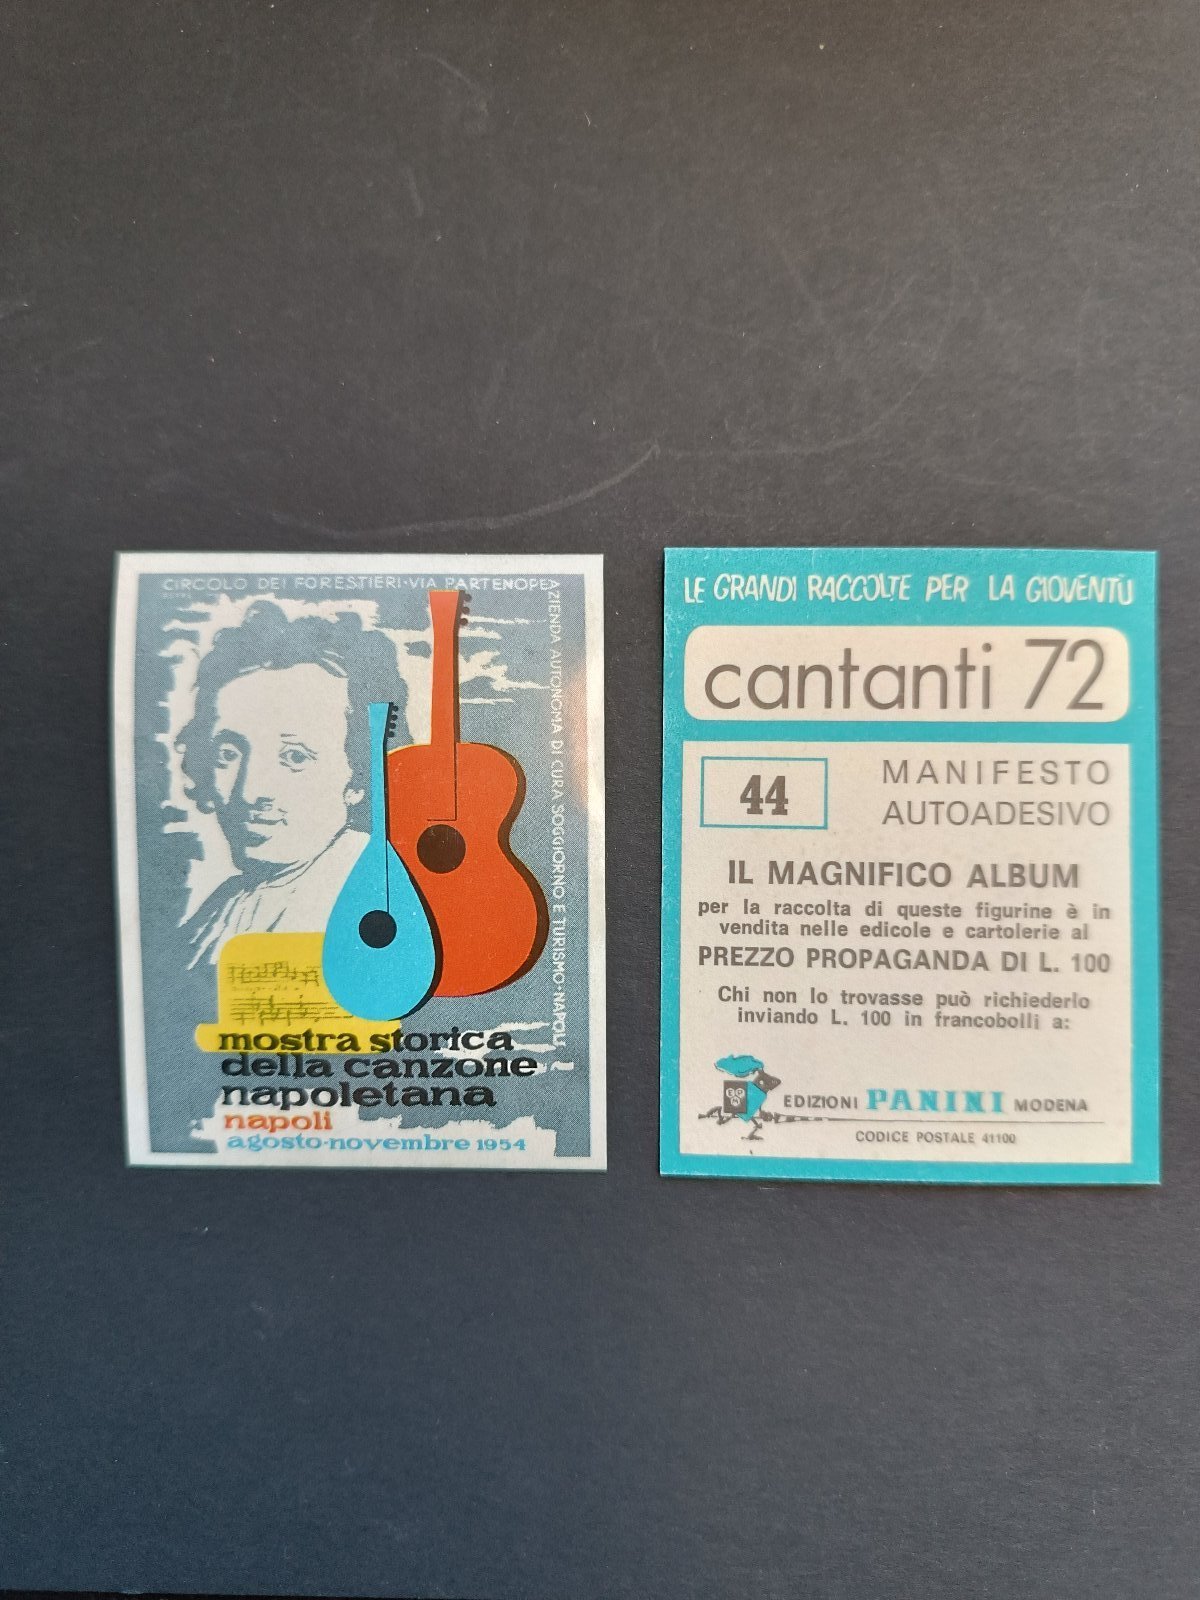 CIRCOLO DEI FORESTIERI·VIA PARTENOPE
AZIENDA AUTONOMA DI CURA SOGGIORNO E TURISMO·NAPOLI
mostra storica
della canzone
napoletana
napoli
agosto·novembre 1954
LE GRANDI RACCOLTE PER LA GIOVENTÙ
cantanti 72
44
MANIFESTO
AUTOADESIVO
IL MAGNIFICO ALBUM
per la raccolta di queste figurine è in
vendita nelle edicole e cartolerie al
PREZZO PROPAGANDA DI L. 100
Chi non lo trovasse può richiederlo
inviando L. 100 in francobolli a:
EDIZIONI PANINI MODENA
CODICE POSTALE 41100